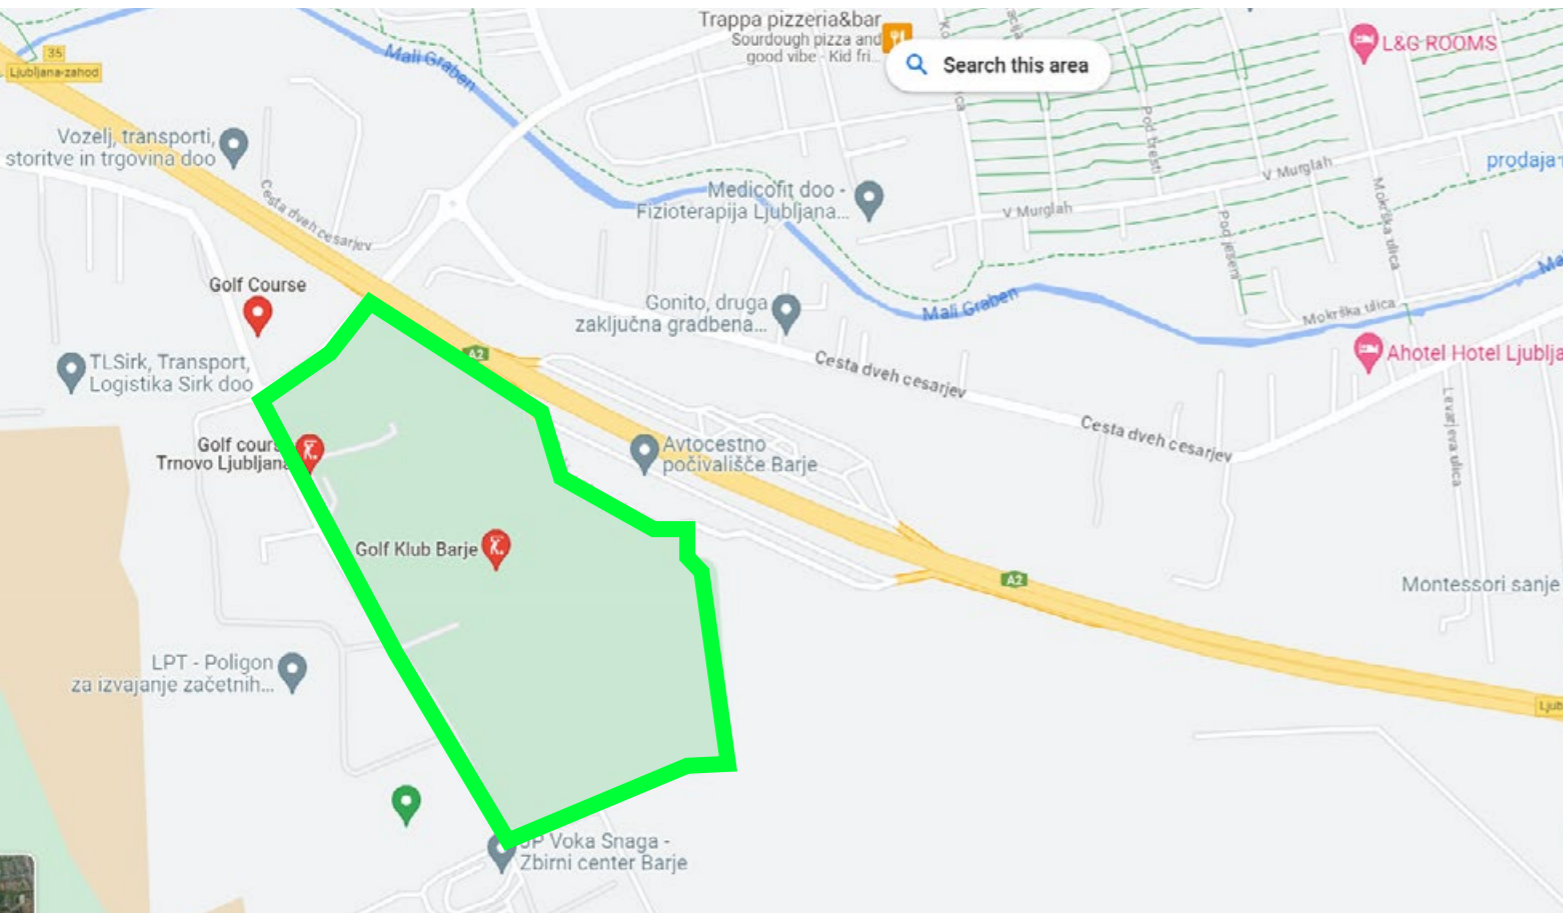 Trappa pizzeria&bar
Sourdough pizza and
good vibe · Kid fri...
Search this area
L&G ROOMS
35
Ljubljana-zahod
Mali Graben
Vozelj, transporti,
storitve in trgovina doo
Pod bresti
V Murglah
prodaja
Medicofit doo -
Fizioterapija Ljubljana...
V Murglah
Mokrška ulica
Cesta dveh cesarjev
Pod jeseni
Golf Course
Gonito, druga
zaključna gradbena...
Mali Graben
Mokrška ulica
A2
TLSirk, Transport,
Logistika Sirk doo
Cesta dveh cesarjev
Ahotel Hotel Ljublja
Levarjeva ulica
Golf cours
Trnovo Ljubljana
Avtocestno
počivališče Barje
Cesta dveh cesarjev
Golf Klub Barje
A2
Montessori sanje
LPT - Poligon
za izvajanje začetnih...
Ljub
JP Voka Snaga -
Zbirni center Barje